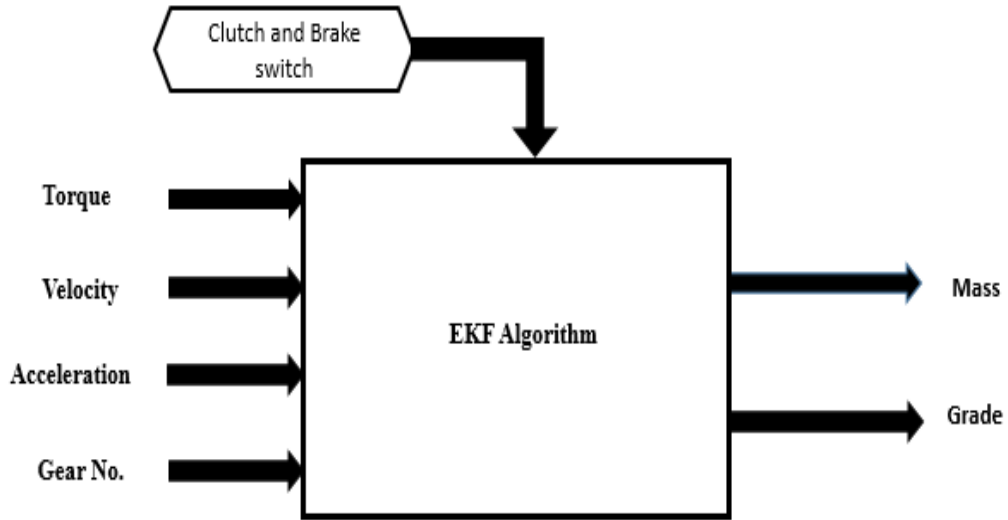 Clutch and Brake
switch
Torque
Velocity
Acceleration
Gear No.
EKF Algorithm
Mass
Grade